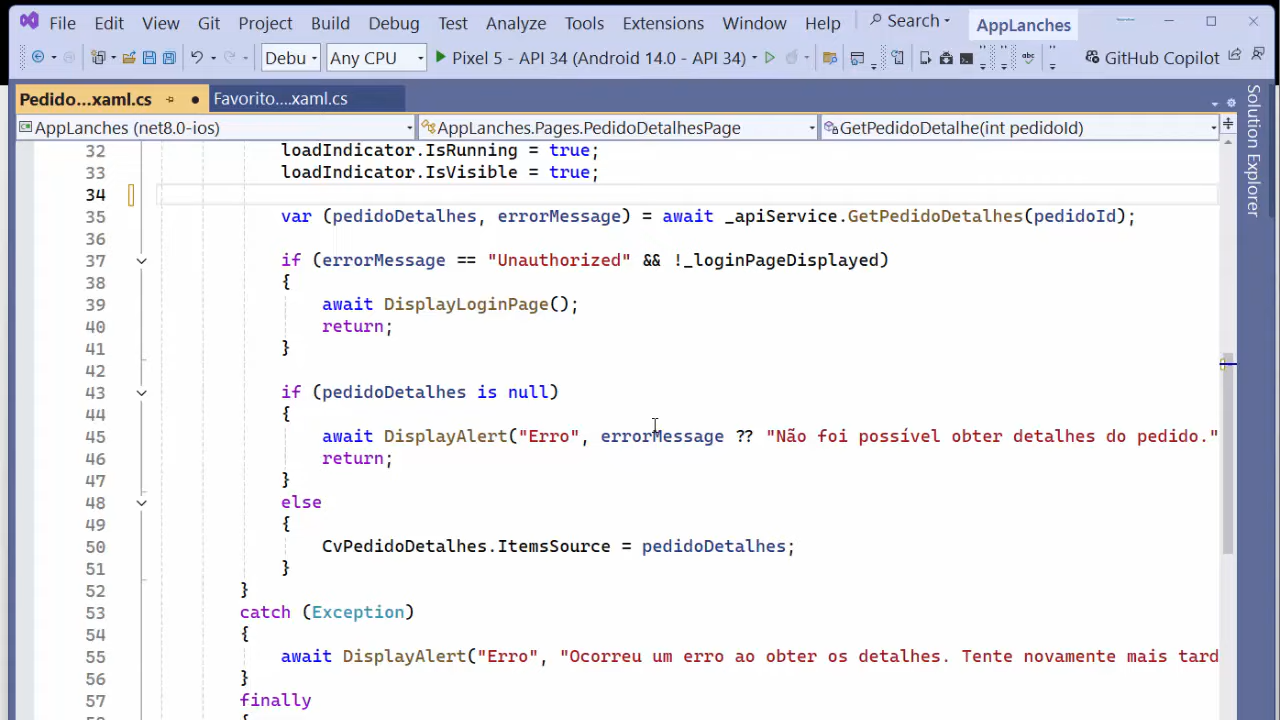 File Edit View Git Project Build Debug Test Analyze Tools Extensions Window Help Search AppLanches
Debu Any CPU Pixel 5 - API 34 (Android 14.0 - API 34) GitHub Copilot
Pedido...xaml.cs Favorito....xaml.cs
AppLanches (net8.0-ios) AppLanches.Pages.PedidoDetalhesPage GetPedidoDetalhe(int pedidoId)
Solution Explorer
32 loadIndicator.IsRunning = true;
33 loadIndicator.IsVisible = true;
34
35 var (pedidoDetalhes, errorMessage) = await _apiService.GetPedidoDetalhes(pedidoId);
36
37 if (errorMessage == "Unauthorized" && !_loginPageDisplayed)
38 {
39 await DisplayLoginPage();
40 return;
41 }
42
43 if (pedidoDetalhes is null)
44 {
45 await DisplayAlert("Erro", errorMessage ?? "Não foi possível obter detalhes do pedido."
46 return;
47 }
48 else
49 {
50 CvPedidoDetalhes.ItemsSource = pedidoDetalhes;
51 }
52 }
53 catch (Exception)
54 {
55 await DisplayAlert("Erro", "Ocorreu um erro ao obter os detalhes. Tente novamente mais tard
56 }
57 finally